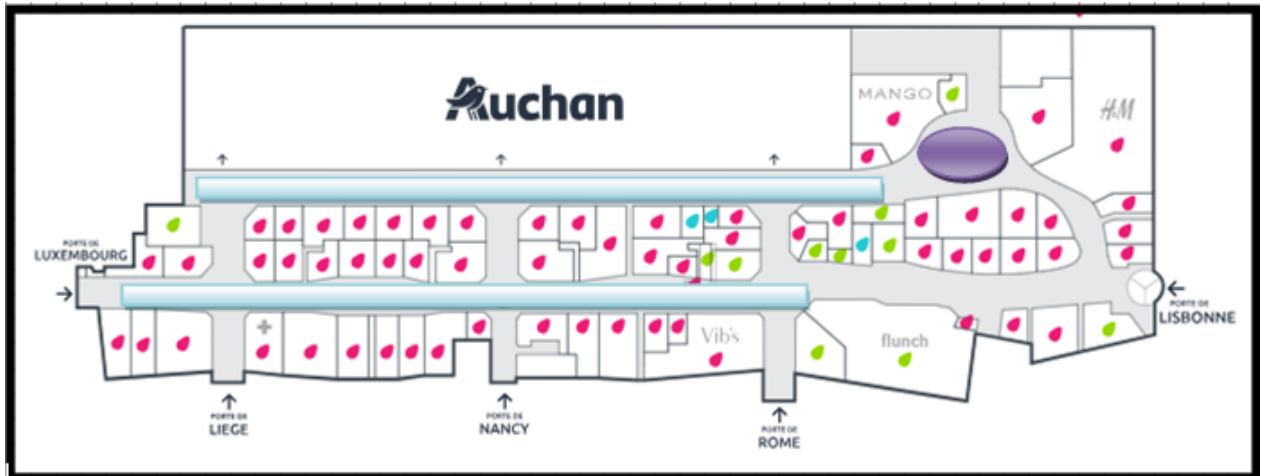 Auchan
MANGO
H&M
PORTE DE
LUXEMBOURG
PORTE DE
LISBONNE
Vib's
flunch
PORTE DE
LIEGE
PORTE DE
NANCY
PORTE DE
ROME